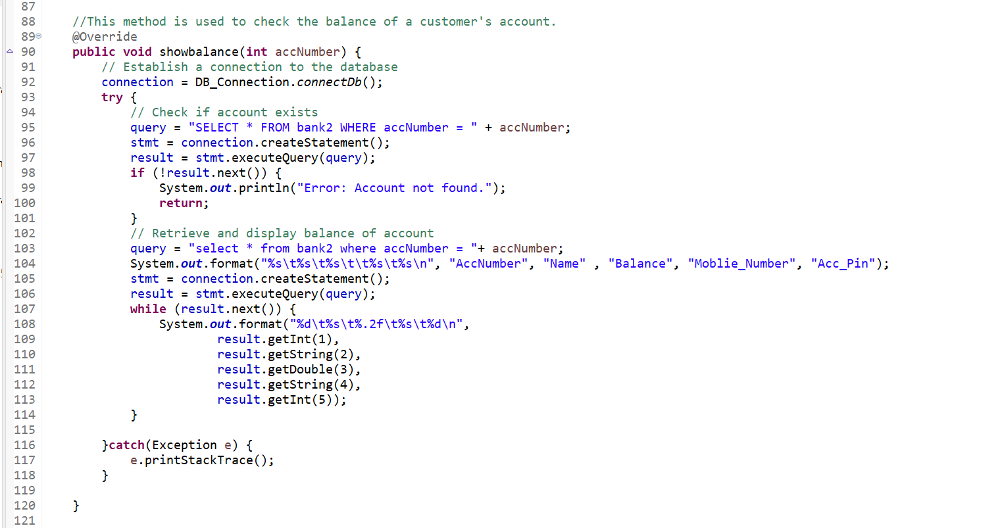 87
88 //This method is used to check the balance of a customer's account.
89 @Override
90 public void showbalance(int accNumber) {
91 // Establish a connection to the database
92 connection = DB_Connection.connectDb();
93 try {
94 // Check if account exists
95 query = "SELECT * FROM bank2 WHERE accNumber = " + accNumber;
96 stmt = connection.createStatement();
97 result = stmt.executeQuery(query);
98 if (!result.next()) {
99 System.out.println("Error: Account not found.");
100 return;
101 }
102 // Retrieve and display balance of account
103 query = "select * from bank2 where accNumber = "+ accNumber;
104 System.out.format("%s\t%s\t%s\t\t%s\t%s\n", "AccNumber", "Name" , "Balance", "Moblie_Number", "Acc_Pin");
105 stmt = connection.createStatement();
106 result = stmt.executeQuery(query);
107 while (result.next()) {
108 System.out.format("%d\t%s\t%.2f\t%s\t%d\n",
109 result.getInt(1),
110 result.getString(2),
111 result.getDouble(3),
112 result.getString(4),
113 result.getInt(5));
114 }
115
116 }catch(Exception e) {
117 e.printStackTrace();
118 }
119
120 }
121